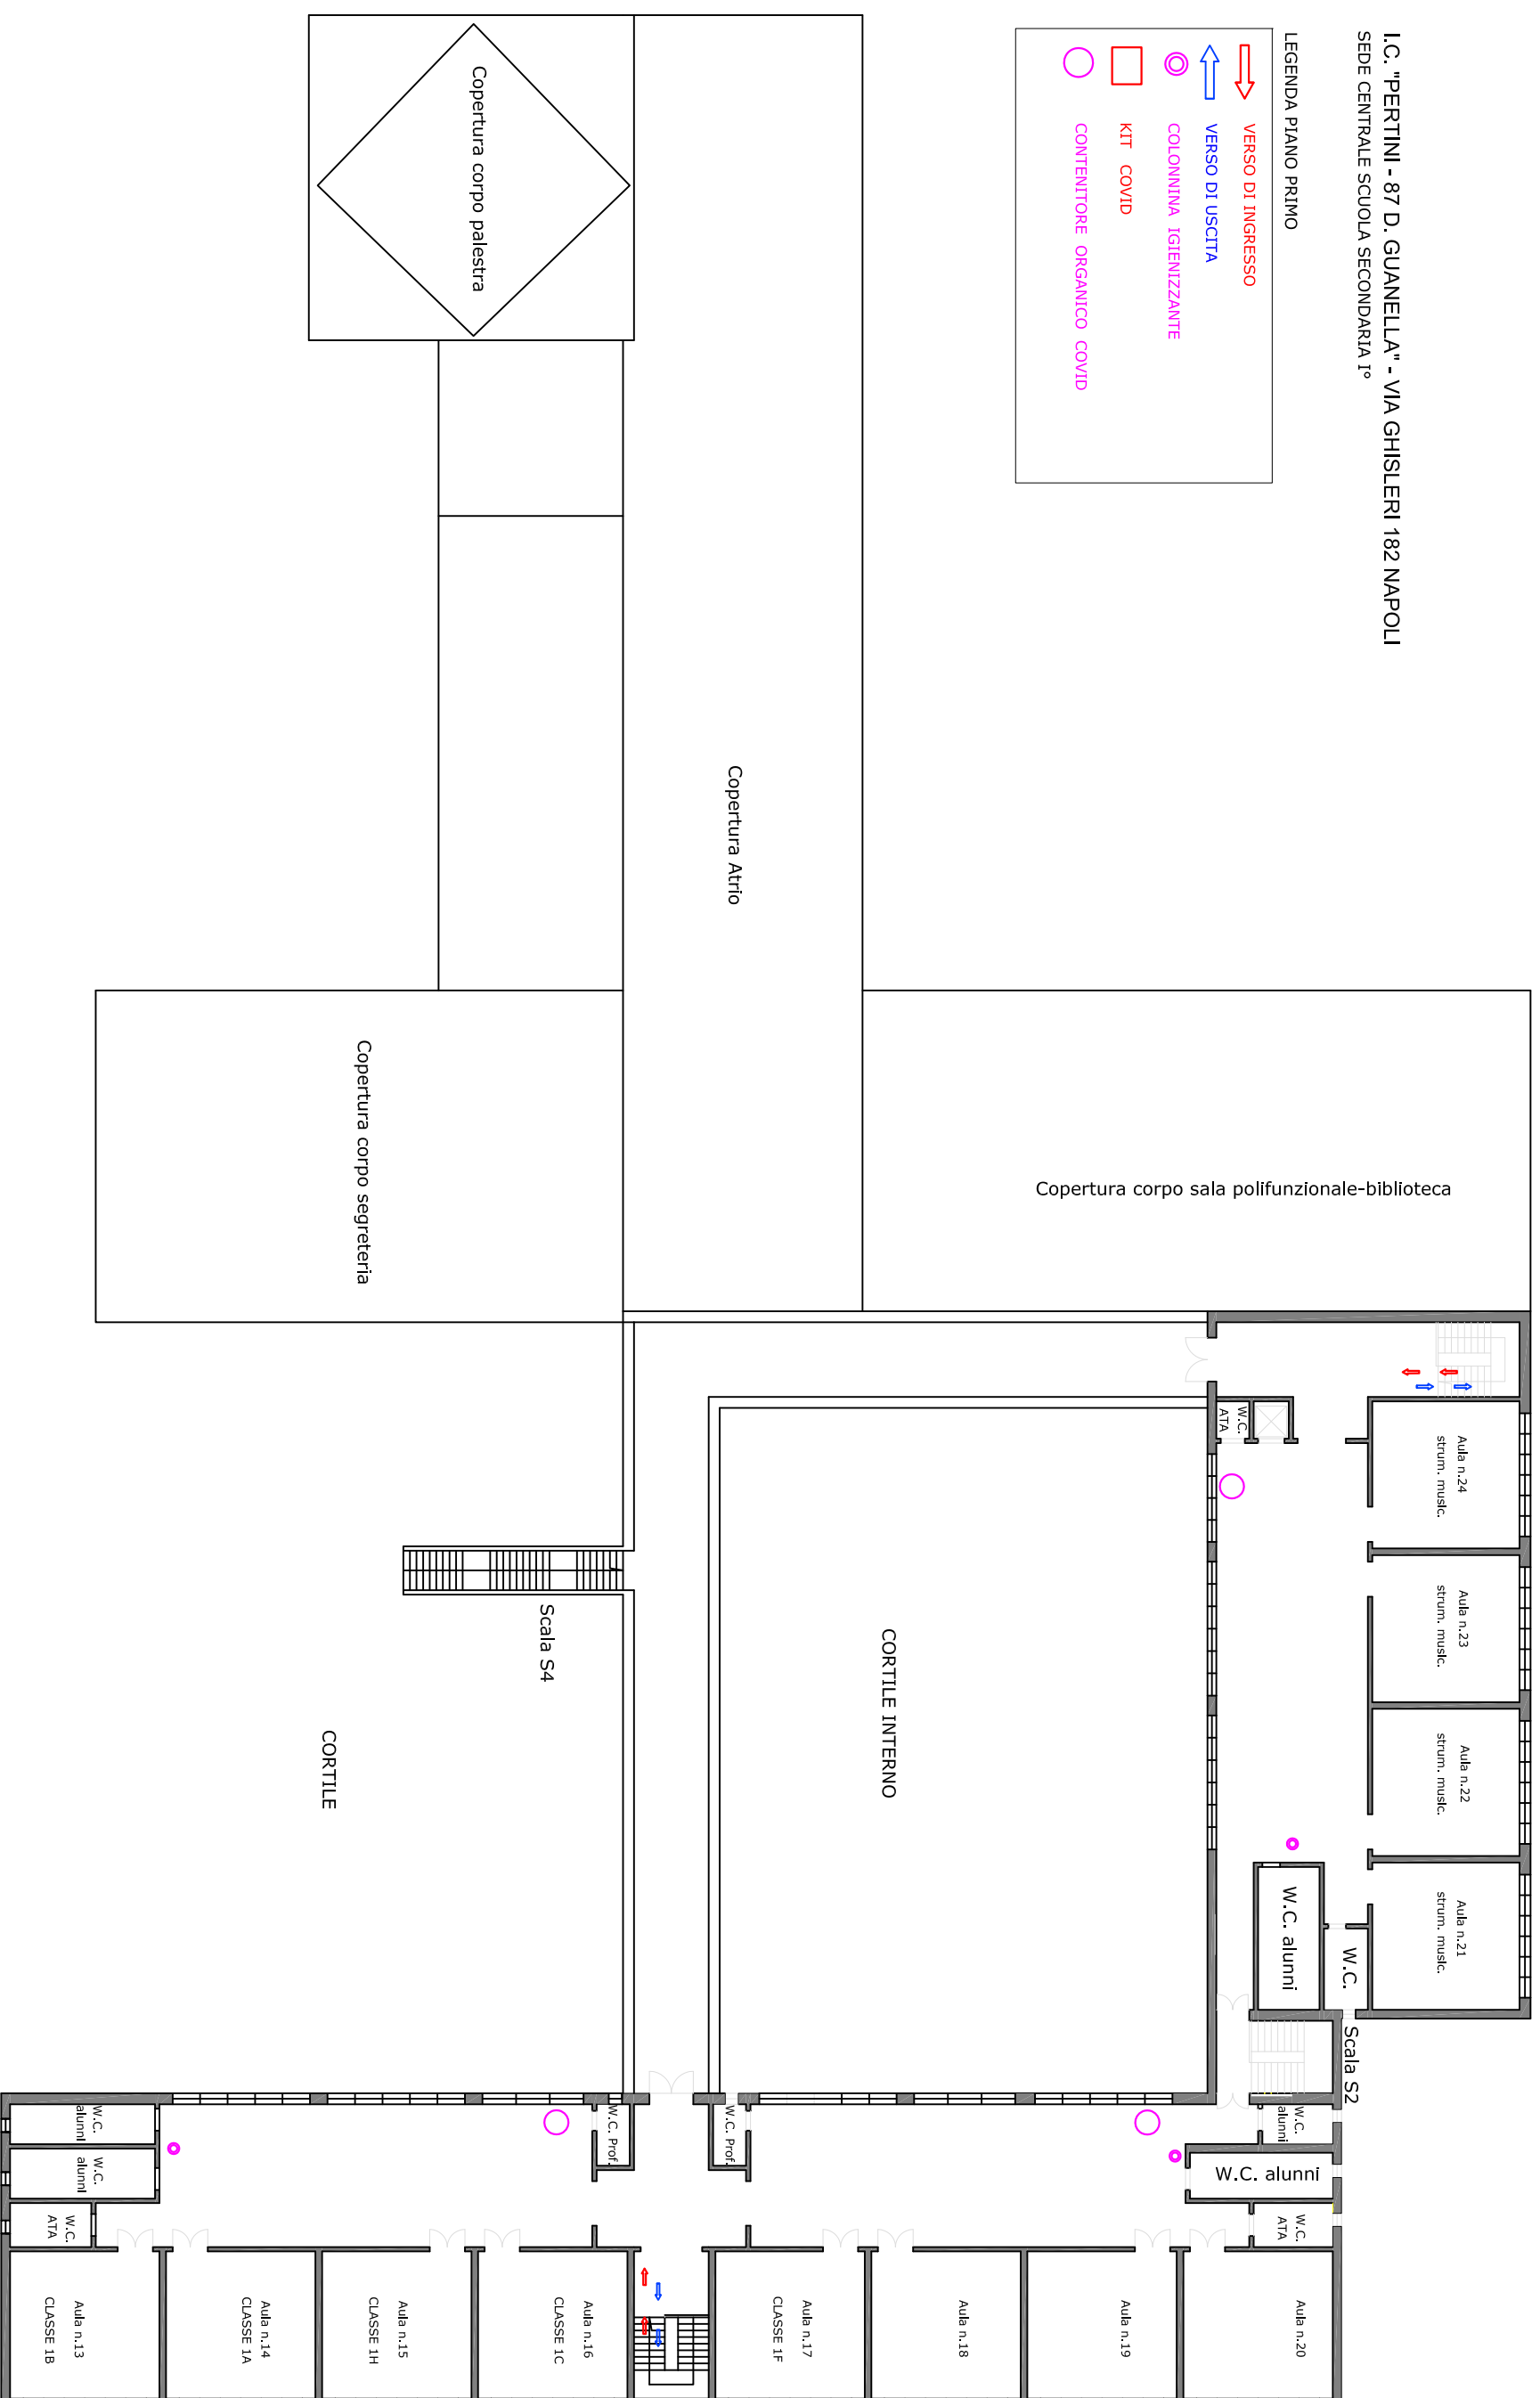 I.C. "PERTINI - 87 D. GUANELLA" - VIA GHISLERI 182 NAPOLI
SEDE CENTRALE SCUOLA SECONDARIA I°
LEGENDA PIANO PRIMO
VERSO DI INGRESSO
VERSO DI USCITA
COLONNINA IGIENIZZANTE
KIT COVID
CONTENITORE ORGANICO COVID
Copertura corpo palestra
Copertura Atrio
Copertura corpo segreteria
Copertura corpo sala polifunzionale-biblioteca
W.C.
ATA
Aula n.24
strum. music.
Aula n.23
strum. music.
Aula n.22
strum. music.
Aula n.21
strum. music.
W.C. alunni
W.C.
Scala S2
Scala S4
CORTILE INTERNO
CORTILE
W.C.
alunni
W.C. alunni
W.C.
ATA
W.C. Prof.
W.C. Prof.
W.C.
alunni
W.C.
alunni
W.C.
ATA
Aula n.20
Aula n.19
Aula n.18
Aula n.17
CLASSE 1F
Aula n.16
CLASSE 1C
Aula n.15
CLASSE 1H
Aula n.14
CLASSE 1A
Aula n.13
CLASSE 1B